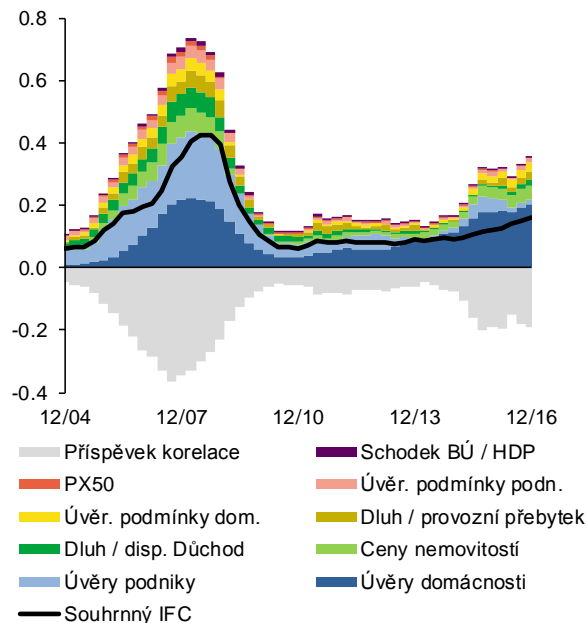 0.8
0.6
0.4
0.2
0.0
-0.2
-0.4
12/04 12/07 12/10 12/13 12/16
Příspěvek korelace Schodek BÚ / HDP
PX50 Úvěr. podmínky podn.
Úvěr. podmínky dom. Dluh / provozní přebytek
Dluh / disp. Důchod Ceny nemovitostí
Úvěry podniky Úvěry domácnosti
Souhrnný IFC